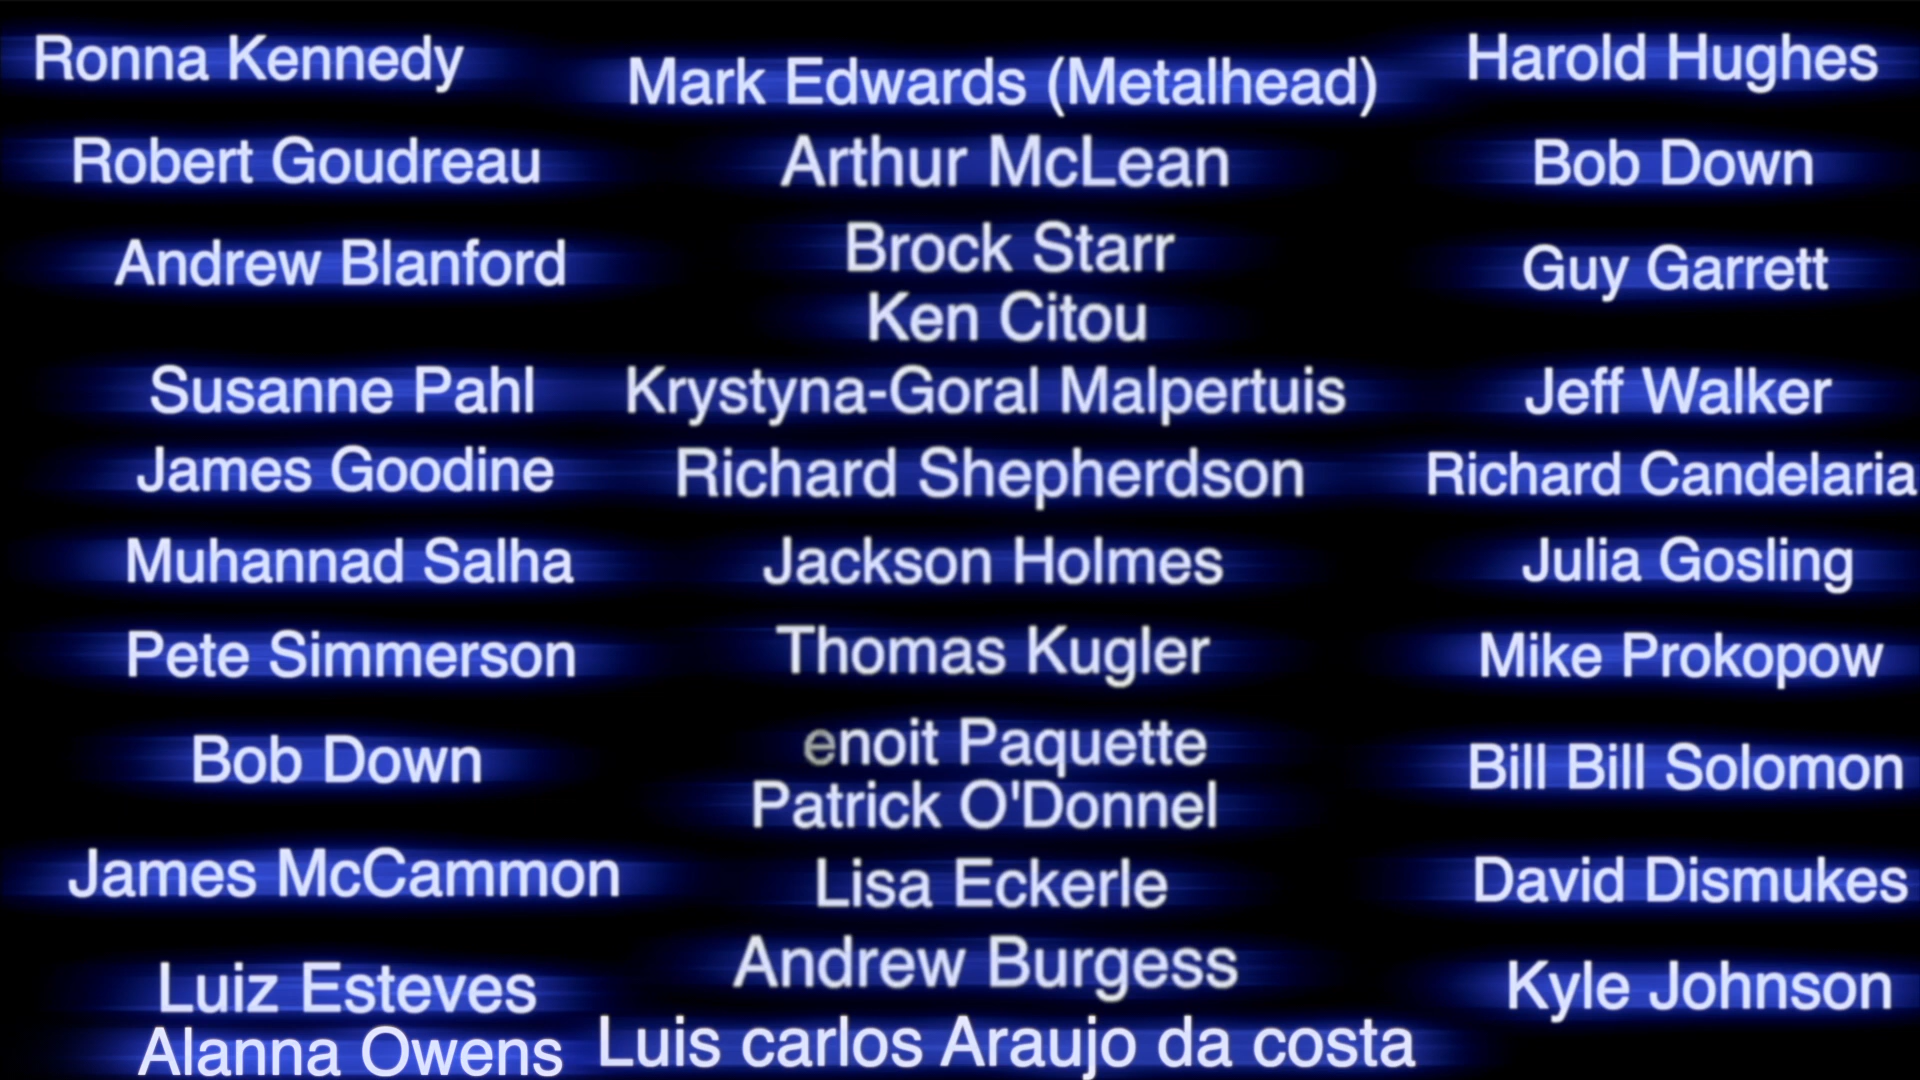 Ronna Kennedy
Robert Goudreau
Andrew Blanford
Susanne Pahl
James Goodine
Muhannad Salha
Pete Simmerson
Bob Down
James McCammon
Luiz Esteves
Alanna Owens
Mark Edwards (Metalhead)
Arthur McLean
Brock Starr
Ken Citou
Krystyna-Goral Malpertuis
Richard Shepherdson
Jackson Holmes
Thomas Kugler
enoit Paquette
Patrick O'Donnel
Lisa Eckerle
Andrew Burgess
Luis carlos Araujo da costa
Harold Hughes
Bob Down
Guy Garrett
Jeff Walker
Richard Candelaria
Julia Gosling
Mike Prokopow
Bill Bill Solomon
David Dismukes
Kyle Johnson